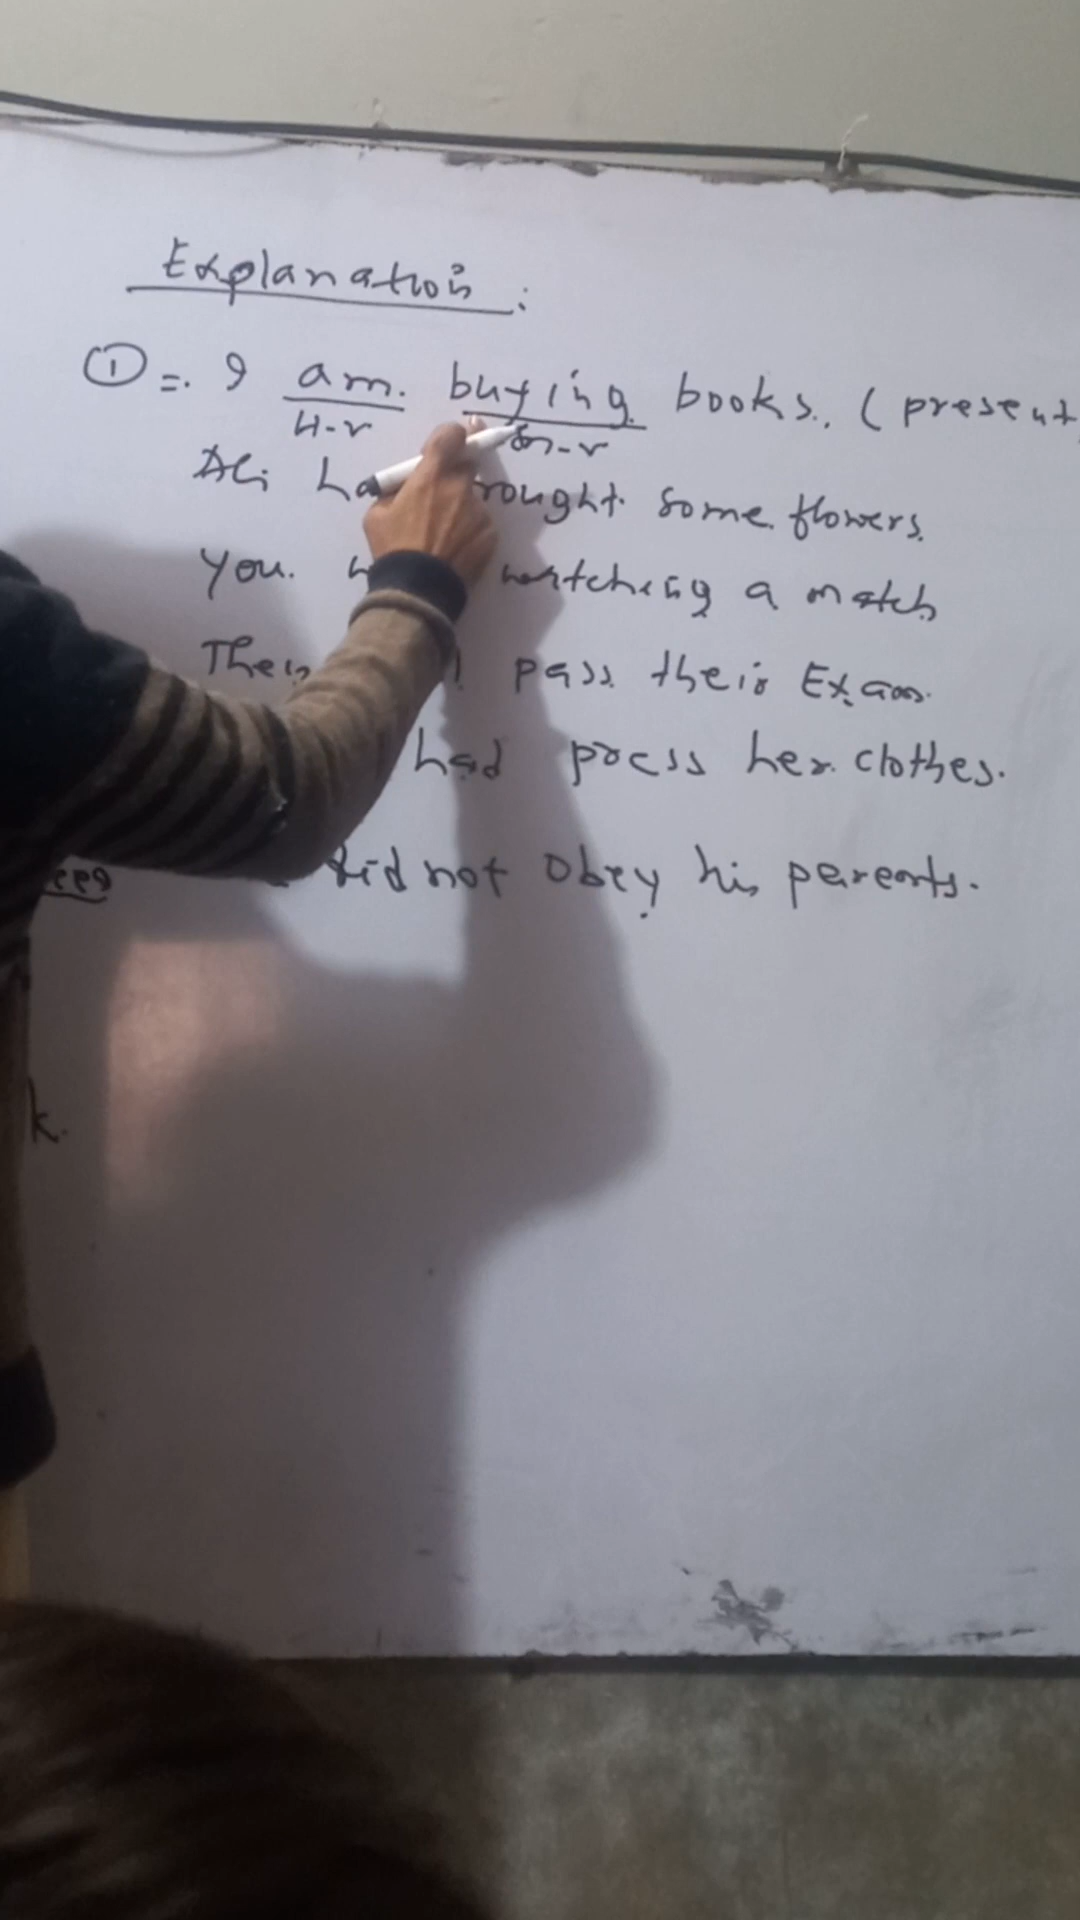 Explanation:
① =. I am. buying books. (present
H-v m-v
Ali ha rought some flowers.
You. watching a match
They pass their Exam.
had press her clothes.
did not obey his parents.
k.